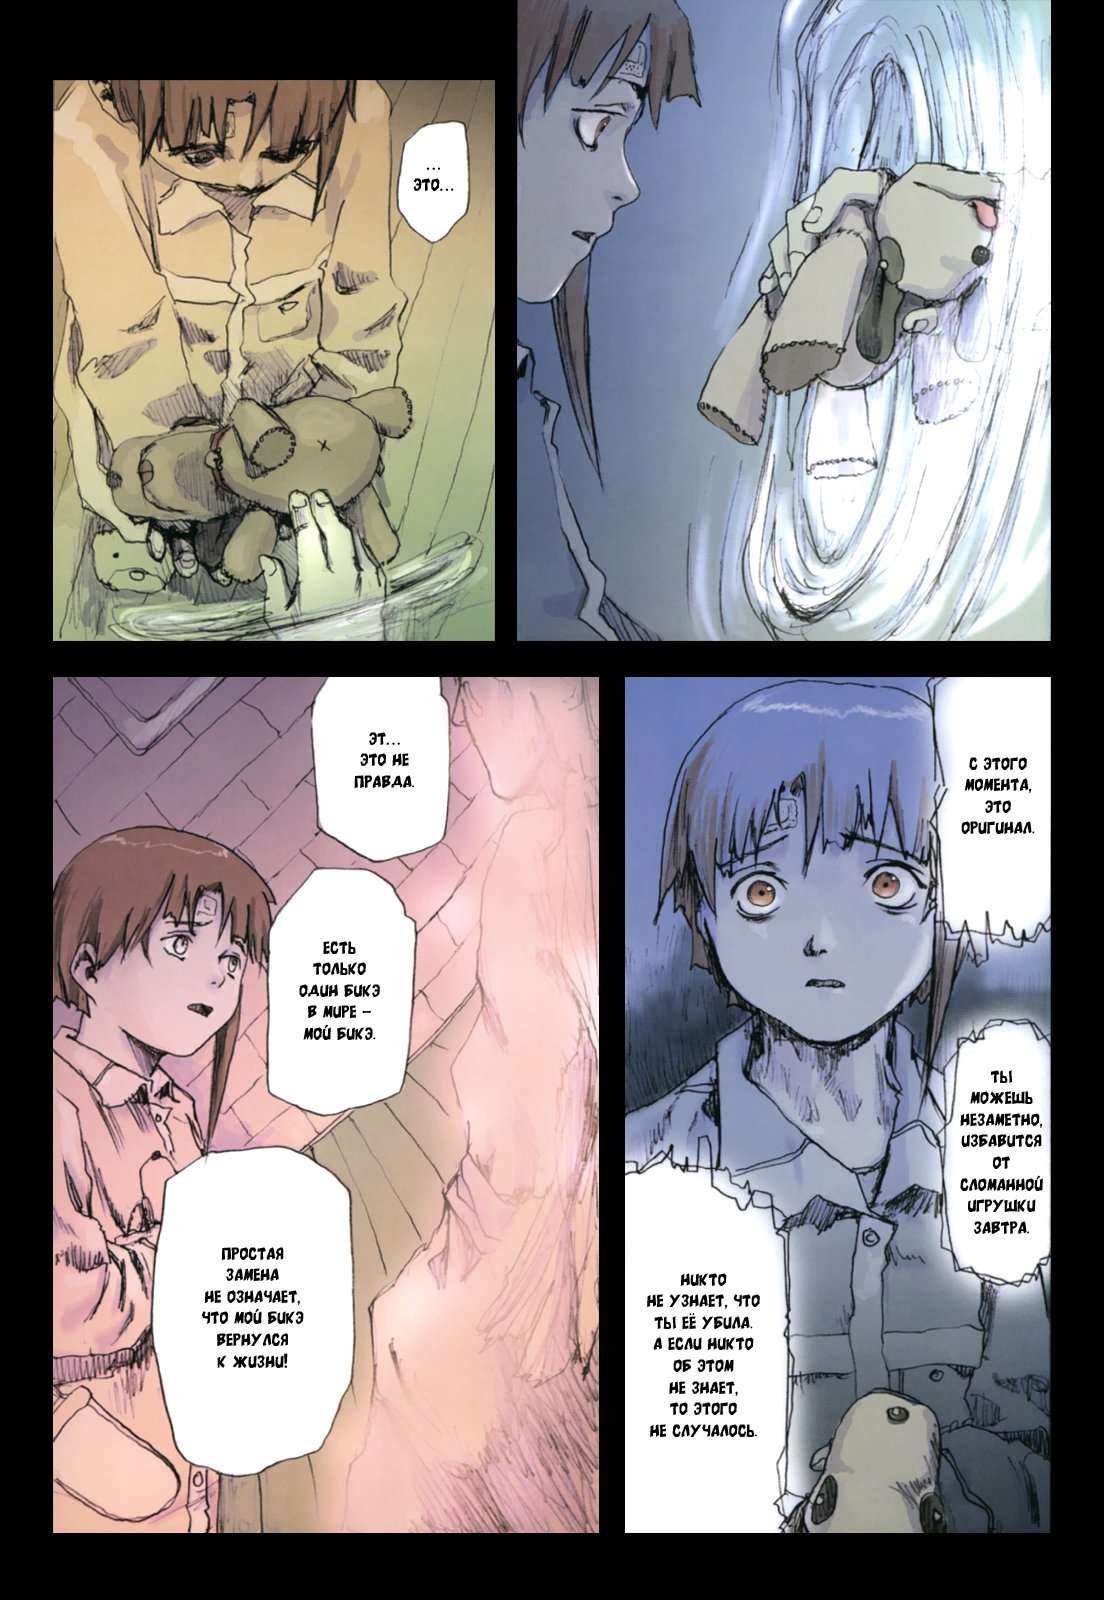 ...
ЭТО...
С ЭТОГО
МОМЕНТА,
ЭТО
ОРИГИНАЛ.
ТЫ
МОЖЕШЬ
НЕЗАМЕТНО,
ИЗБАВИТСЯ
ОТ
СЛОМАННОЙ
ИГРУШКИ
ЗАВТРА.
НИКТО
НЕ УЗНАЕТ, ЧТО
ТЫ ЕЁ УБИЛА.
А ЕСЛИ НИКТО
ОБ ЭТОМ
НЕ ЗНАЕТ,
ТО ЭТОГО
НЕ СЛУЧАЛОСЬ.
ЭТ...
ЭТО НЕ
ПРАВДА.
ЕСТЬ
ТОЛЬКО
ОДИН БИКЭ
В МИРЕ –
МОЙ БИКЭ.
ПРОСТАЯ
ЗАМЕНА
НЕ ОЗНАЧАЕТ,
ЧТО МОЙ БИКЭ
ВЕРНУЛСЯ
К ЖИЗНИ!